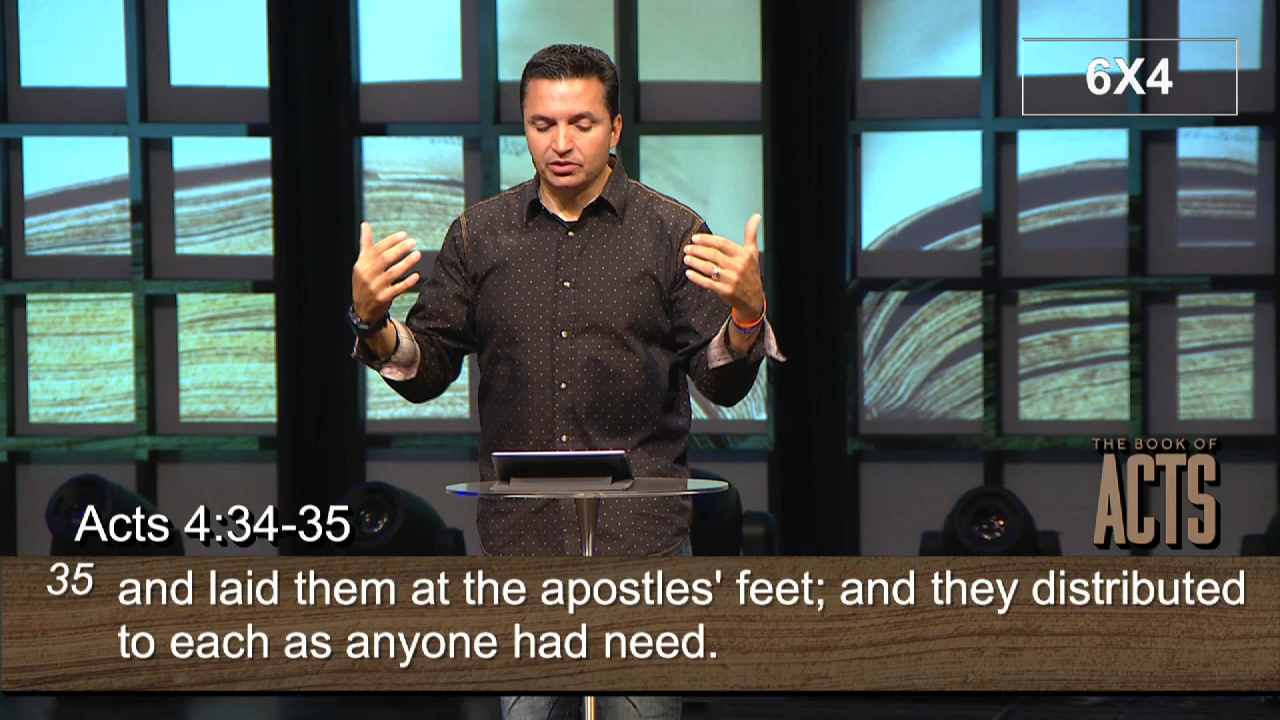 6X4
THE BOOK OF
ACTS
Acts 4:34-35
35 and laid them at the apostles' feet; and they distributed
to each as anyone had need.